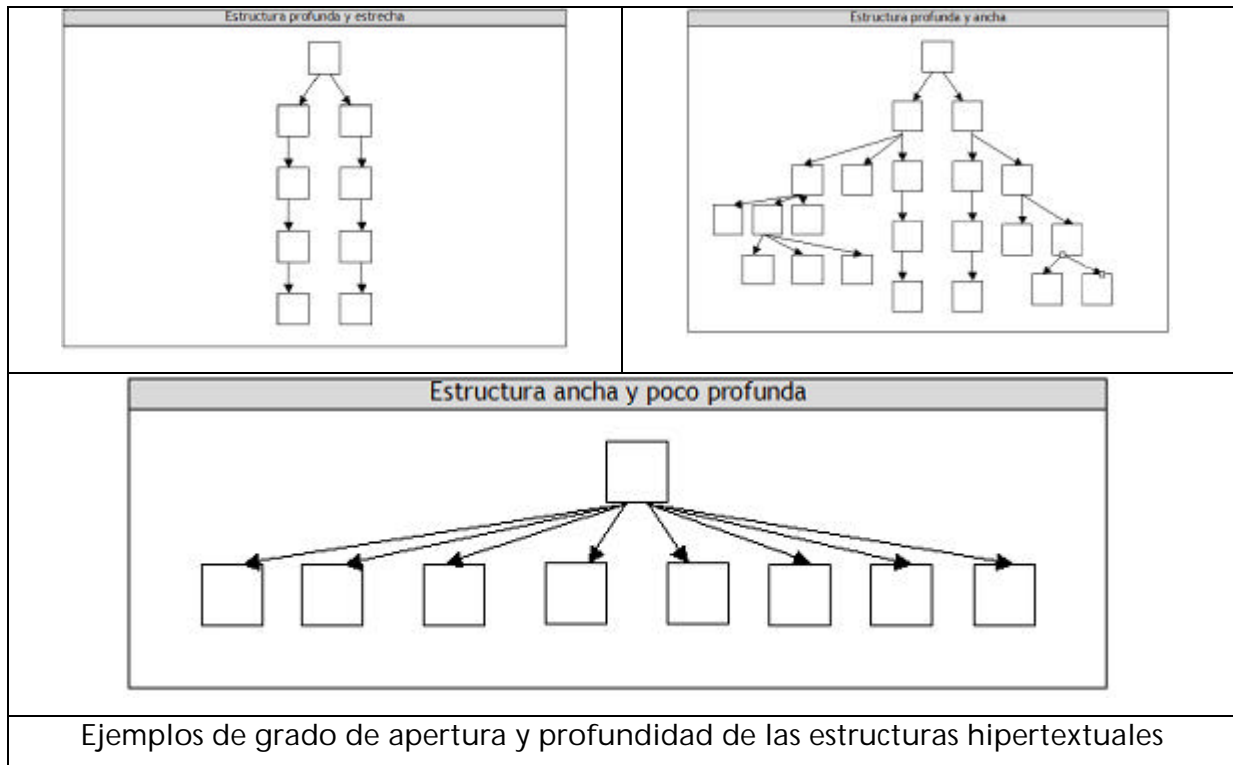 Estructura profunda y estrecha
Estructura profunda y ancha
Estructura ancha y poco profunda
Ejemplos de grado de apertura y profundidad de las estructuras hipertextuales